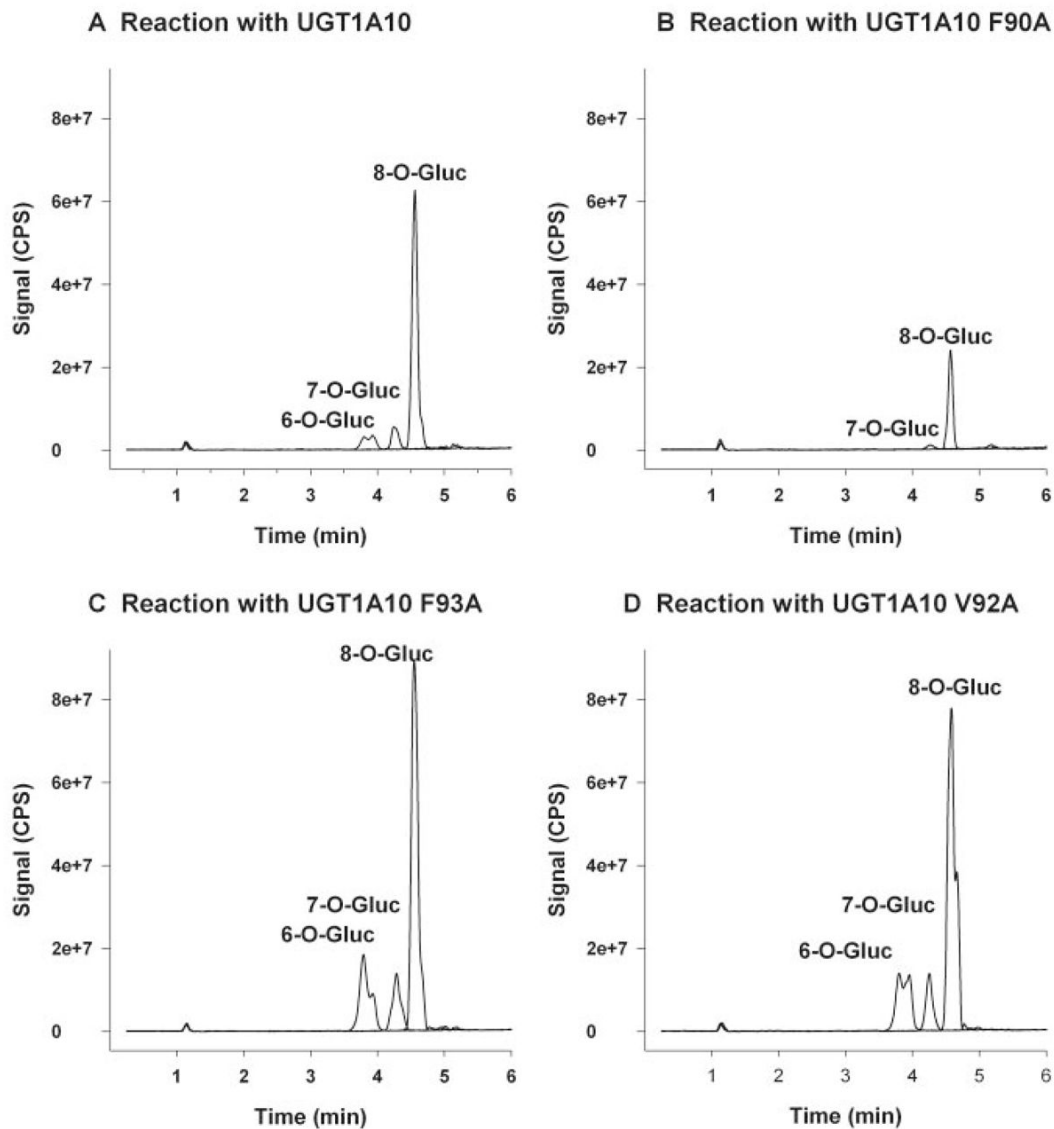 A Reaction with UGT1A10
Signal (CPS)
8e+7
6e+7
4e+7
2e+7
0
8-O-Gluc
7-O-Gluc
6-O-Gluc
1 2 3 4 5 6
Time (min)
B Reaction with UGT1A10 F90A
Signal (CPS)
8e+7
6e+7
4e+7
2e+7
0
8-O-Gluc
7-O-Gluc
1 2 3 4 5 6
Time (min)
C Reaction with UGT1A10 F93A
Signal (CPS)
8e+7
6e+7
4e+7
2e+7
0
8-O-Gluc
7-O-Gluc
6-O-Gluc
1 2 3 4 5 6
Time (min)
D Reaction with UGT1A10 V92A
Signal (CPS)
8e+7
6e+7
4e+7
2e+7
0
8-O-Gluc
7-O-Gluc
6-O-Gluc
1 2 3 4 5 6
Time (min)